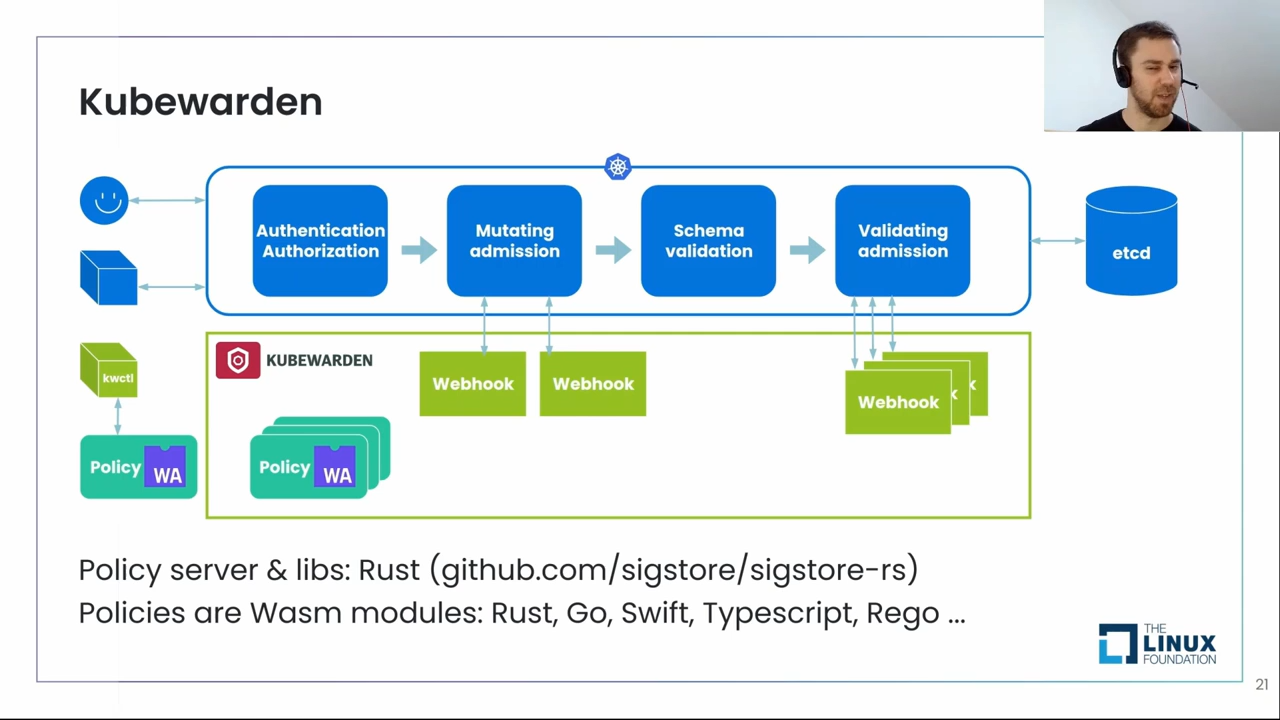 Kubewarden
Authentication
Authorization
Mutating
admission
Schema
validation
Validating
admission
etcd
kwctl
KUBEWARDEN
Webhook
Webhook
k
k
Webhook
Policy
WA
Policy
WA
Policy server & libs: Rust (github.com/sigstore/sigstore-rs)
Policies are Wasm modules: Rust, Go, Swift, Typescript, Rego ...
THE
LINUX
FOUNDATION
21